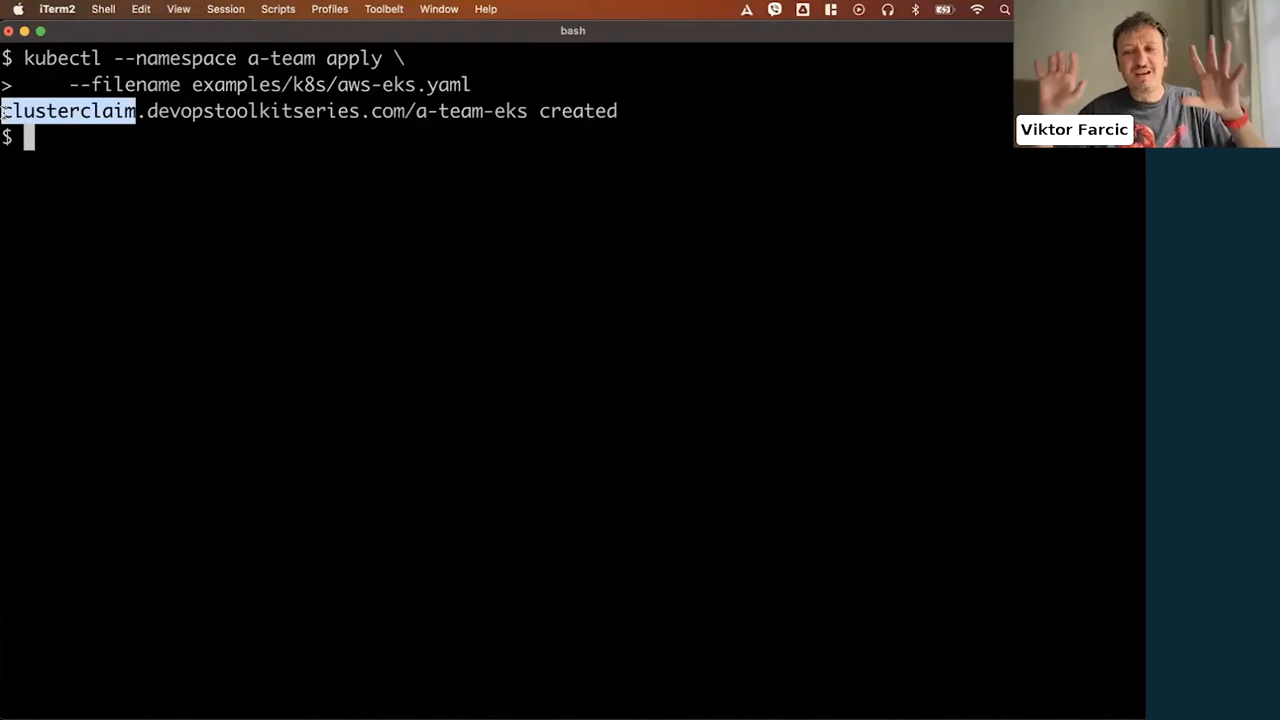 iTerm2 Shell Edit View Session Scripts Profiles Toolbelt Window Help
bash
$ kubectl --namespace a-team apply \
> --filename examples/k8s/aws-eks.yaml
clusterclaim.devopstoolkitseries.com/a-team-eks created
$
Viktor Farcic